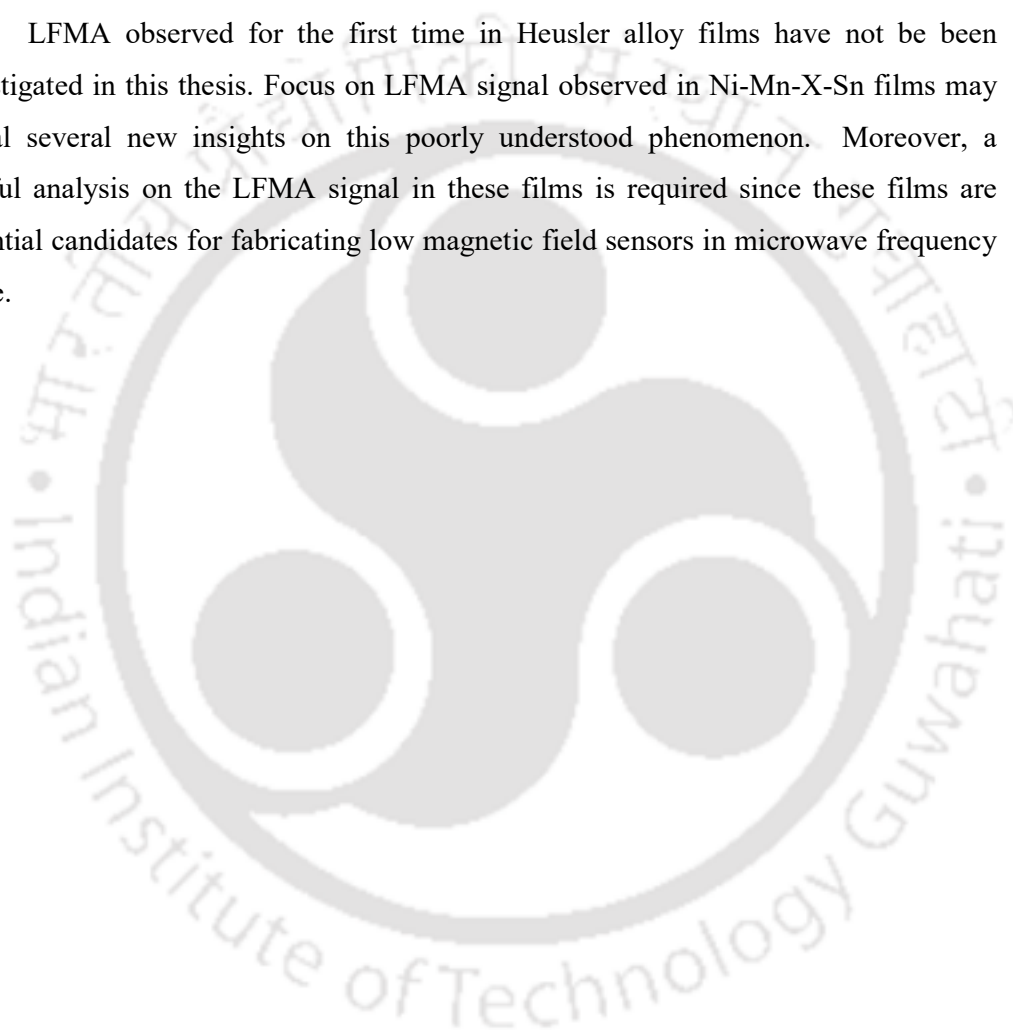 LFMA observed for the first time in Heusler alloy films have not be been
tigated in this thesis. Focus on LFMA signal observed in Ni-Mn-X-Sn films may
al several new insights on this poorly understood phenomenon. Moreover, a
ul analysis on the LFMA signal in these films is required since these films are
ntial candidates for fabricating low magnetic field sensors in microwave frequency
e.
Indian Institute of Technology Guwahati